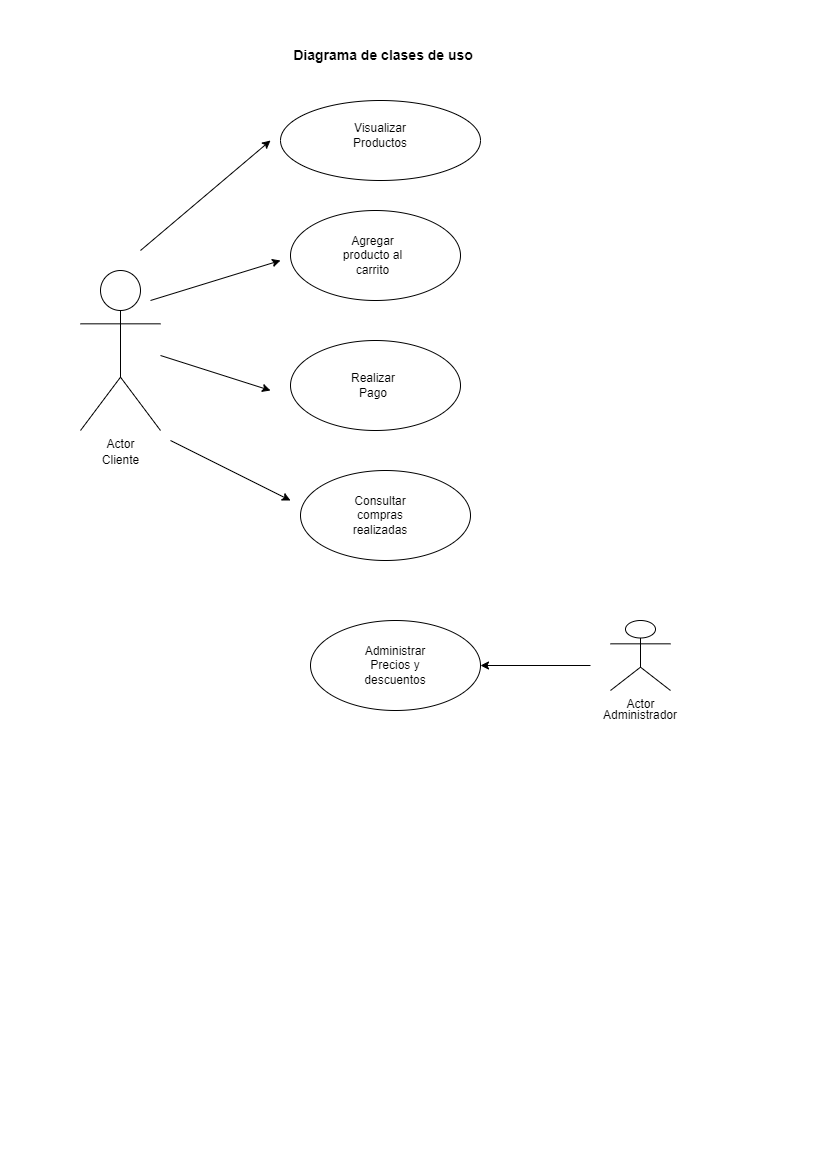 Diagrama de clases de uso
Visualizar
Productos
Agregar
producto al
carrito
Realizar
Pago
Actor
Cliente
Consultar
compras
realizadas
Administrar
Precios y
descuentos
Actor
Administrador